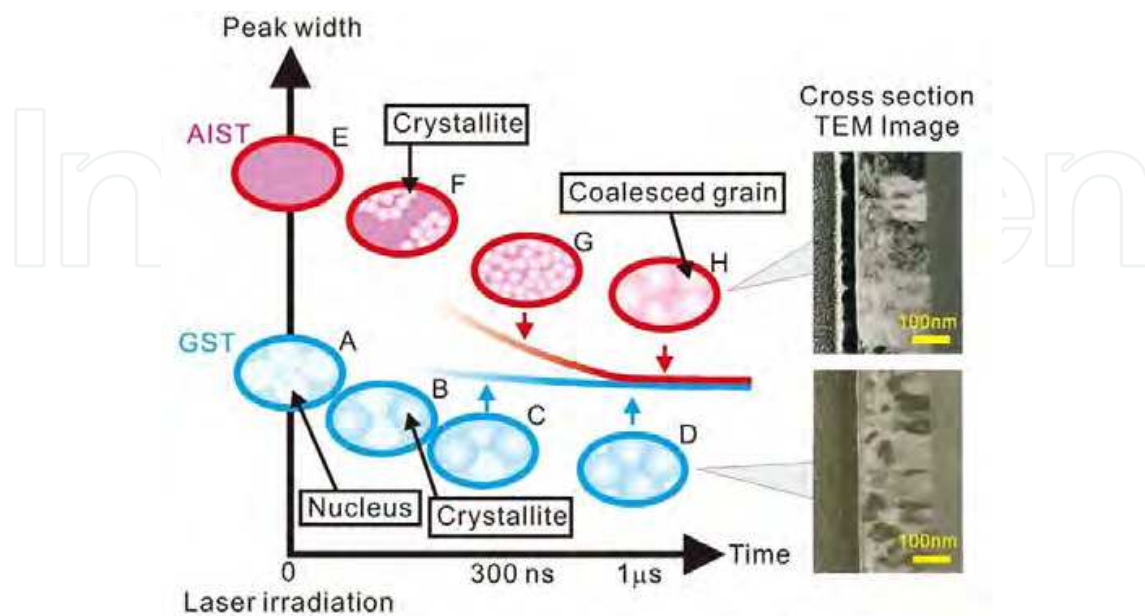 Peak width
AIST
E
Crystallite
F
Cross section
TEM Image
Coalesced grain
G
H
100nm
GST
A
B
C
D
Nucleus
Crystallite
100nm
Time
0
300 ns
1μs
Laser irradiation